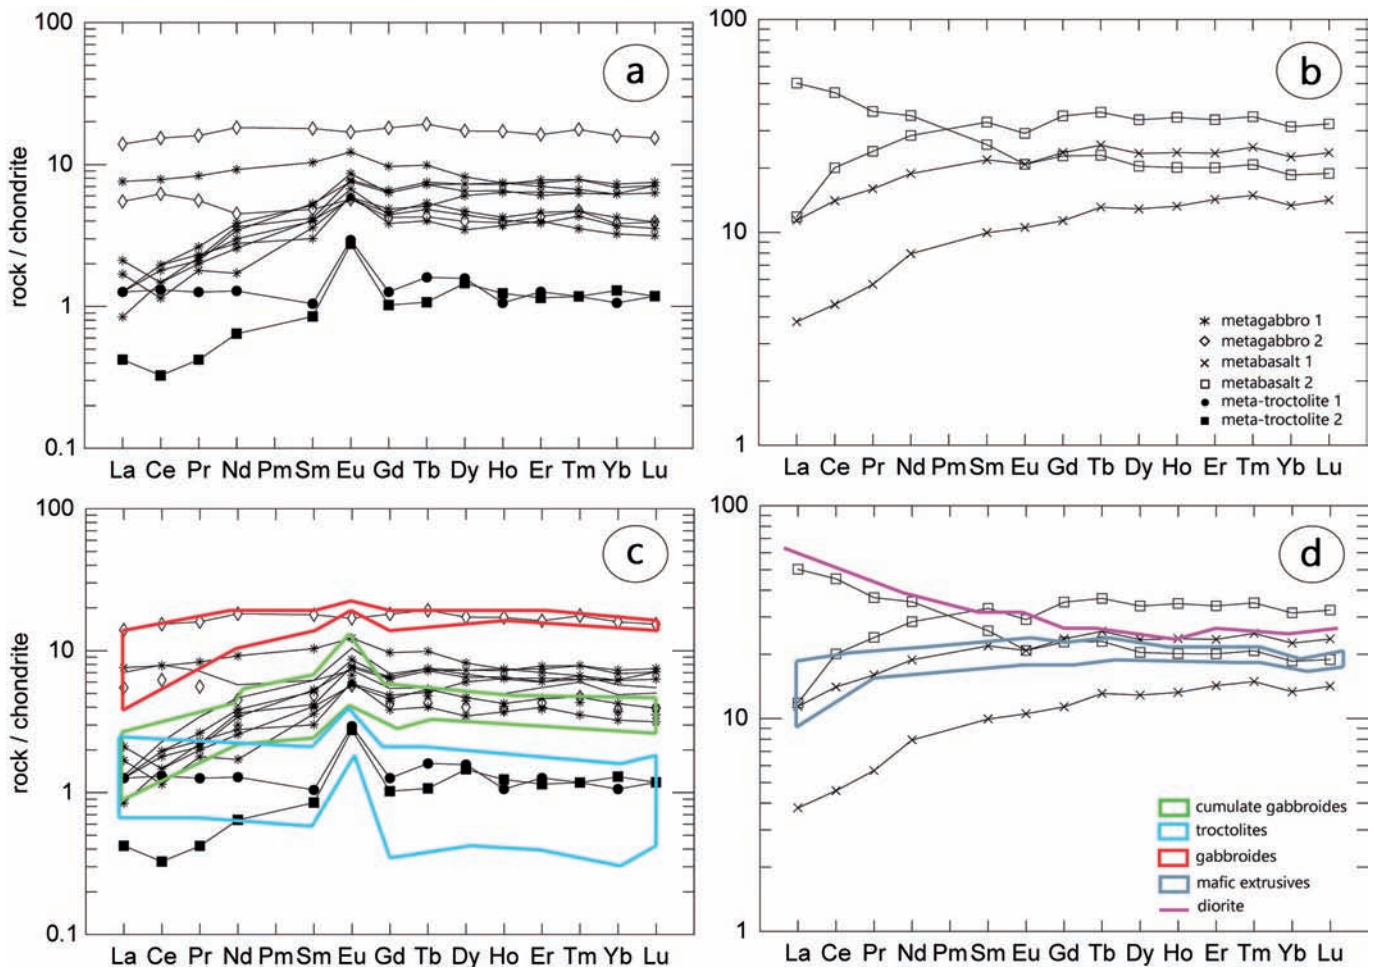 100
a
10
rock / chondrite
1
0.1
La Ce Pr Nd Pm Sm Eu Gd Tb Dy Ho Er Tm Yb Lu
100
b
10
metagabbro 1
metagabbro 2
metabasalt 1
metabasalt 2
meta-troctolite 1
meta-troctolite 2
1
La Ce Pr Nd Pm Sm Eu Gd Tb Dy Ho Er Tm Yb Lu
100
c
10
rock / chondrite
1
0.1
La Ce Pr Nd Pm Sm Eu Gd Tb Dy Ho Er Tm Yb Lu
100
d
10
cumulate gabbroides
troctolites
gabbroides
mafic extrusives
diorite
1
La Ce Pr Nd Pm Sm Eu Gd Tb Dy Ho Er Tm Yb Lu